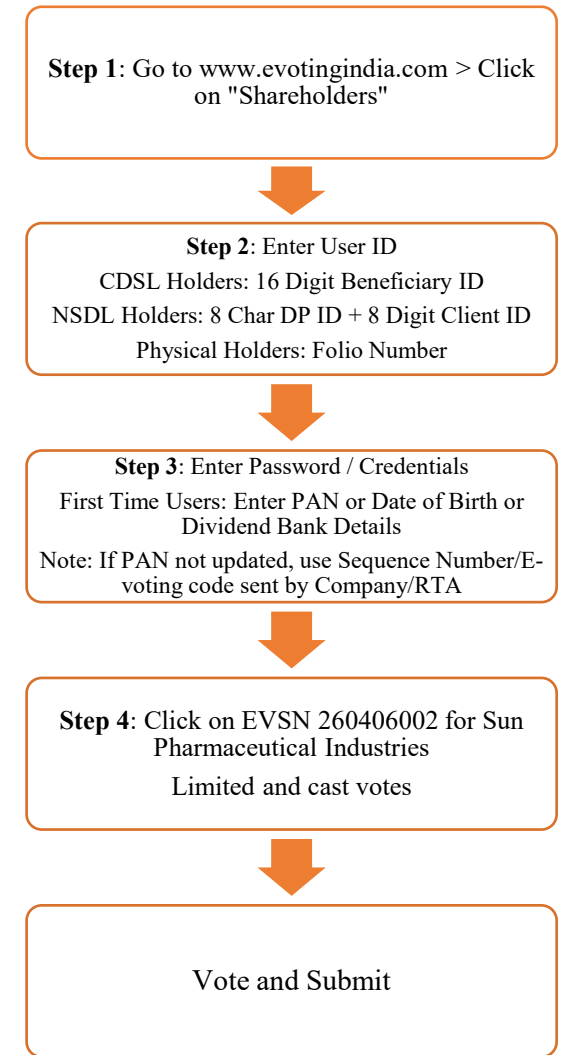 Step 1: Go to www.evotingindia.com > Click
on "Shareholders"
Step 2: Enter User ID
CDSL Holders: 16 Digit Beneficiary ID
NSDL Holders: 8 Char DP ID + 8 Digit Client ID
Physical Holders: Folio Number
Step 3: Enter Password / Credentials
First Time Users: Enter PAN or Date of Birth or
Dividend Bank Details
Note: If PAN not updated, use Sequence Number/E-
voting code sent by Company/RTA
Step 4: Click on EVSN 260406002 for Sun
Pharmaceutical Industries
Limited and cast votes
Vote and Submit